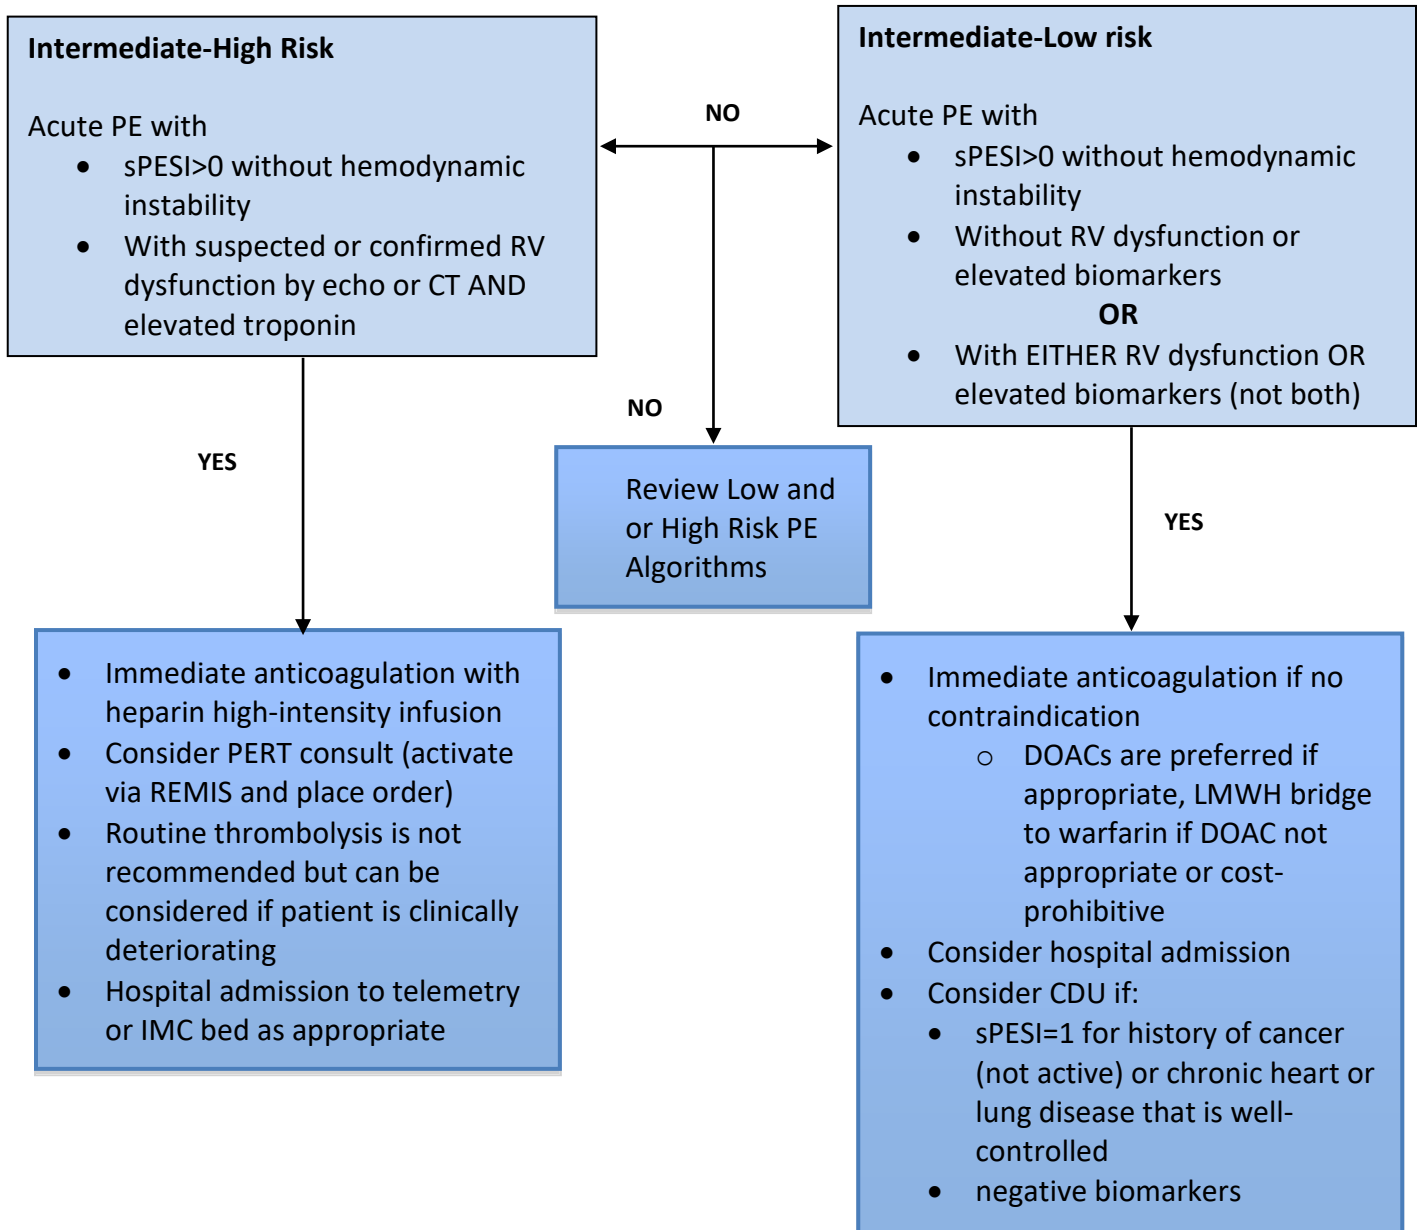 Intermediate-High Risk
Acute PE with
• sPESI>0 without hemodynamic
instability
• With suspected or confirmed RV
dysfunction by echo or CT AND
elevated troponin
NO
Intermediate-Low risk
Acute PE with
• sPESI>0 without hemodynamic
instability
• Without RV dysfunction or
elevated biomarkers
OR
• With EITHER RV dysfunction OR
elevated biomarkers (not both)
YES
NO
YES
Review Low and
or High Risk PE
Algorithms
• Immediate anticoagulation with
heparin high-intensity infusion
• Consider PERT consult (activate
via REMIS and place order)
• Routine thrombolysis is not
recommended but can be
considered if patient is clinically
deteriorating
• Hospital admission to telemetry
or IMC bed as appropriate
• Immediate anticoagulation if no
contraindication
o DOACs are preferred if
appropriate, LMWH bridge
to warfarin if DOAC not
appropriate or cost-
prohibitive
• Consider hospital admission
• Consider CDU if:
• sPESI=1 for history of cancer
(not active) or chronic heart or
lung disease that is well-
controlled
• negative biomarkers